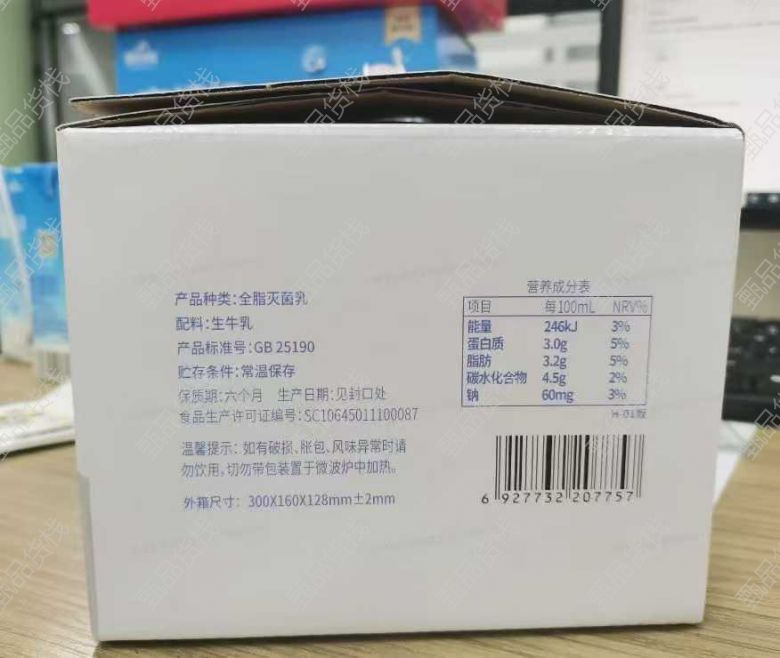 产品种类:全脂灭菌乳
配料:生牛乳
产品标准号:GB 25190
贮存条件:常温保存
保质期:六个月 生产日期:见封口处
食品生产许可证编号:SC10645011100087
温馨提示:如有破损、胀包、风味异常时请
勿饮用,切勿带包装置于微波炉中加热。
外箱尺寸: 300X160X128mm±2mm
营养成分表
项目 每100mL NRV%
能量 246kJ 3%
蛋白质 3.0g 5%
脂肪 3.2g 5%
碳水化合物 4.5g 2%
钠 60mg 3%
H-01版
6 927732 207757
甄品货栈